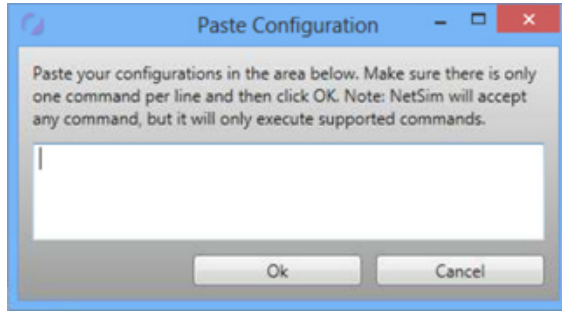 Paste Configuration
Paste your configurations in the area below. Make sure there is only
one command per line and then click OK. Note: NetSim will accept
any command, but it will only execute supported commands.
Ok
Cancel